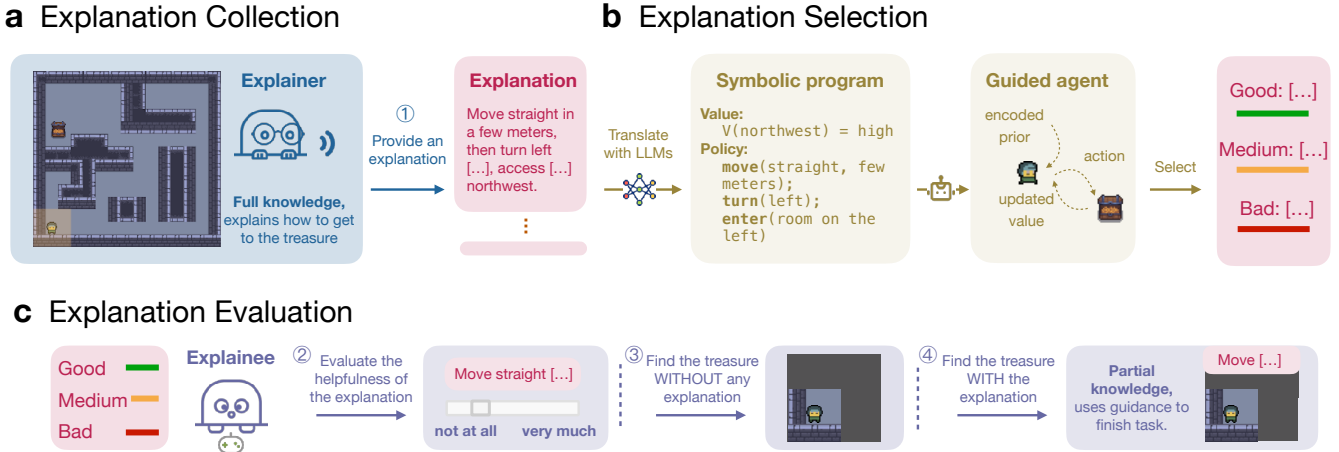 a Explanation Collection
Explainer
Full knowledge,
explains how to get
to the treasure
①
Provide an
explanation
Explanation
Move straight in
a few meters,
then turn left
[...], access [...]
northwest.
⋮
b Explanation Selection
Translate
with LLMs
Symbolic program
Value:
V(northwest) = high
Policy:
move(straight, few
meters);
turn(left);
enter(room on the
left)
Guided agent
encoded
prior
action
updated
value
Select
Good: [...]
Medium: [...]
Bad: [...]
c Explanation Evaluation
Good
Medium
Bad
Explainee
②
Evaluate the
helpfulness of
the explanation
Move straight [...]
not at all very much
③
Find the treasure
WITHOUT any
explanation
④
Find the treasure
WITH the
explanation
Partial
knowledge,
uses guidance to
finish task.
Move [...]